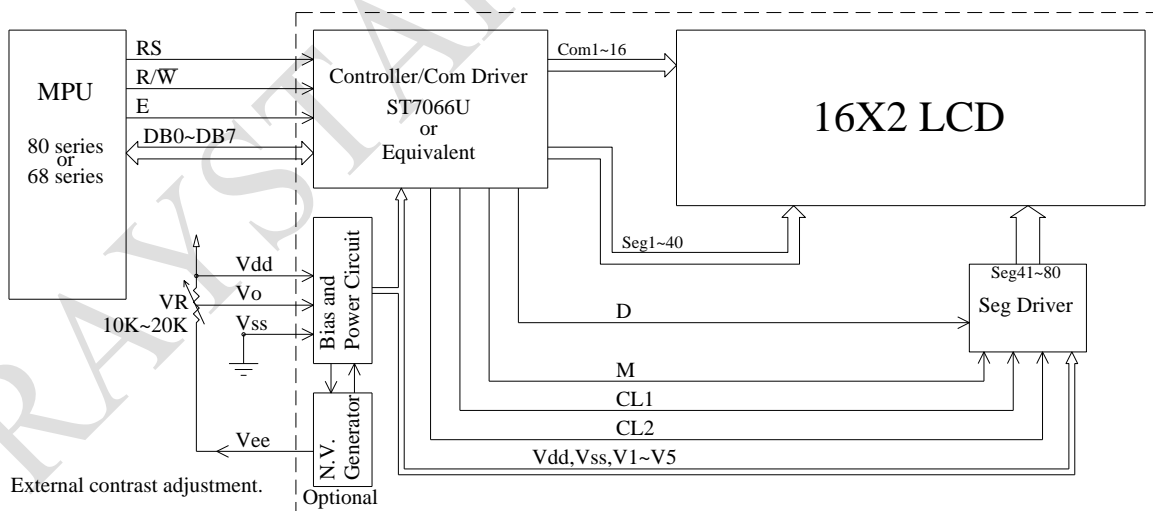 RS
R/W̅
E
DB0~DB7
MPU
80 series
or
68 series
Controller/Com Driver
ST7066U
or
Equivalent
Com1~16
16X2 LCD
Seg1~40
Seg41~80
Seg Driver
Vdd
Vo
Vss
VR
10K~20K
Bias and
Power Circuit
D
M
CL1
CL2
Vdd,Vss,V1~V5
Vee
N.V.
Generator
Optional
External contrast adjustment.
RAYSTA